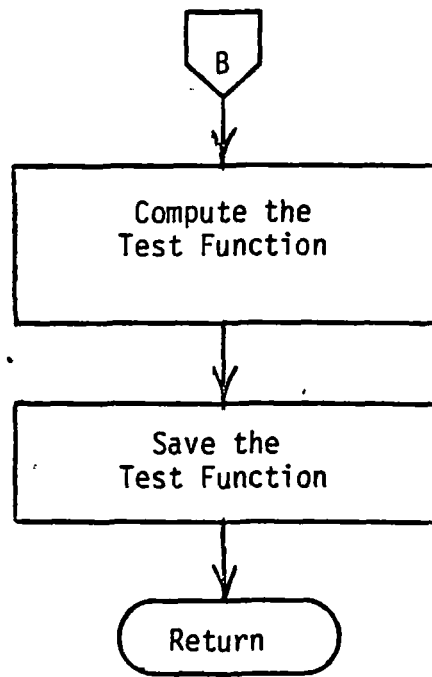 B
Compute the
Test Function
Save the
Test Function
Return